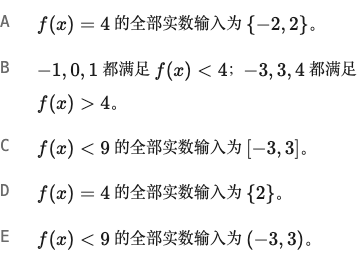 A f(x) = 4 的全部实数输入为 {−2, 2}。
B −1, 0, 1 都满足 f(x) < 4；−3, 3, 4 都满足
f(x) > 4。
C f(x) < 9 的全部实数输入为 [−3, 3]。
D f(x) = 4 的全部实数输入为 {2}。
E f(x) < 9 的全部实数输入为 (−3, 3)。